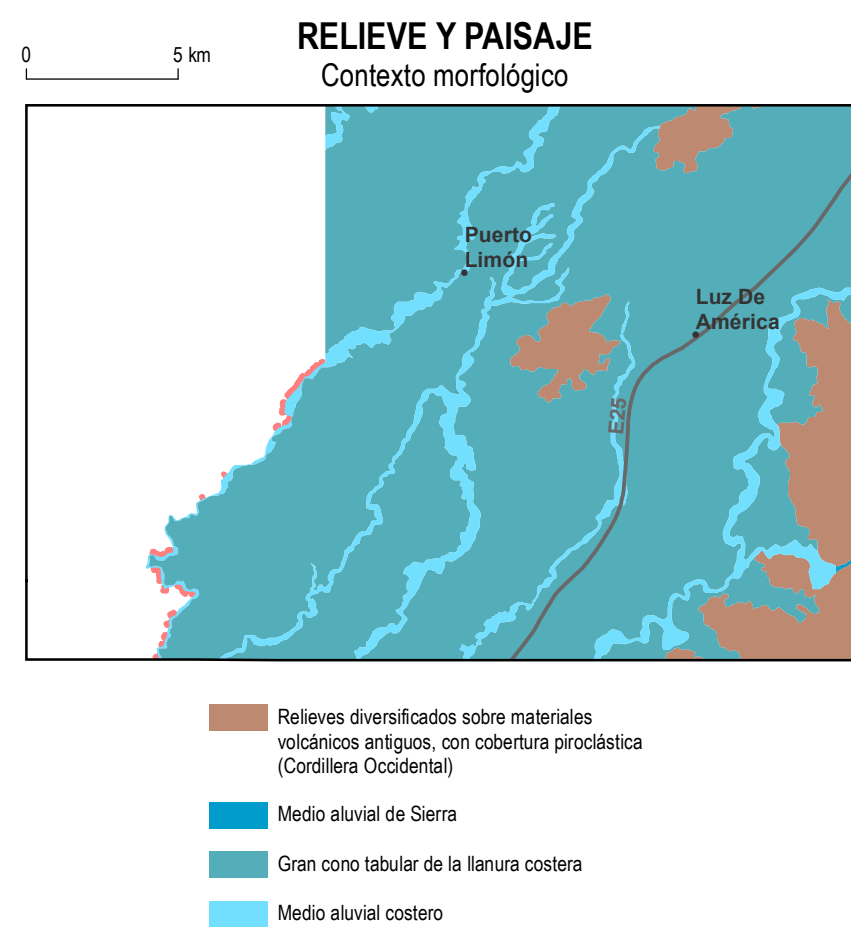 RELIEVE Y PAISAJE
Contexto morfológico
0 5 km
Puerto
Limón
Luz De
América
E25
Relieves diversificados sobre materiales
volcánicos antiguos, con cobertura piroclástica
(Cordillera Occidental)
Medio aluvial de Sierra
Gran cono tabular de la llanura costera
Medio aluvial costero